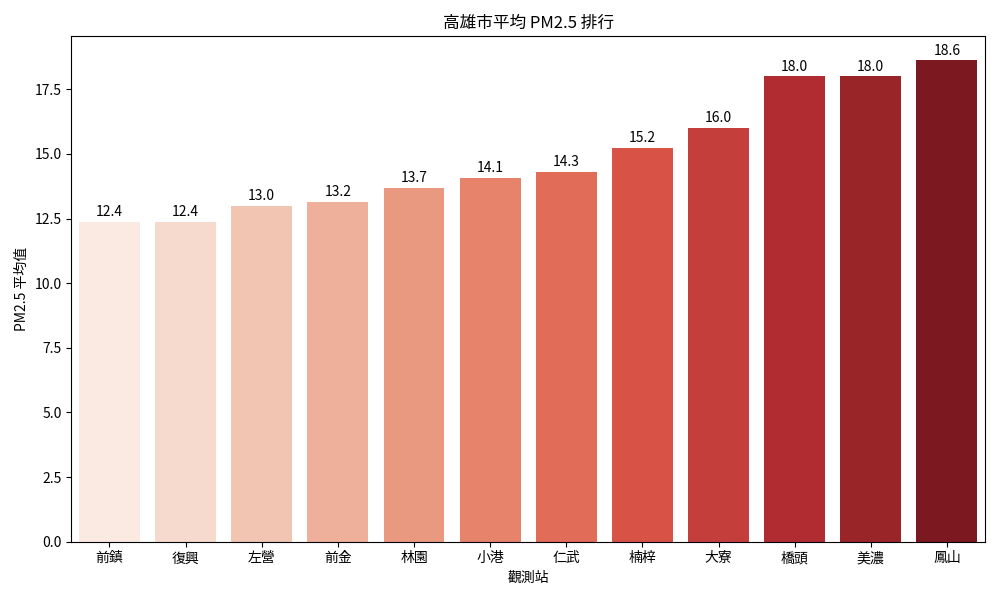 高雄市平均 PM2.5 排行
PM2.5 平均值
17.5
15.0
12.5
10.0
7.5
5.0
2.5
0.0
12.4
12.4
13.0
13.2
13.7
14.1
14.3
15.2
16.0
18.0
18.0
18.6
前鎮
復興
左營
前金
林園
小港
仁武
楠梓
大寮
橋頭
美濃
鳳山
觀測站